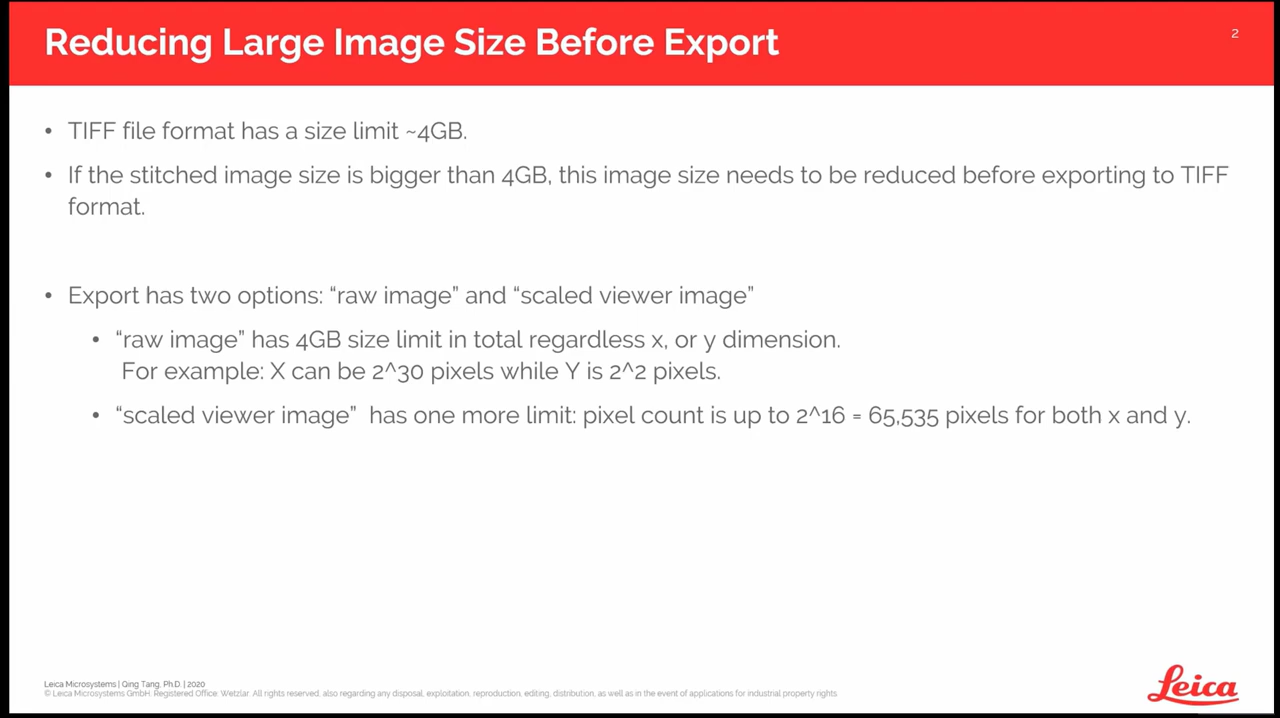 Reducing Large Image Size Before Export
2
• TIFF file format has a size limit ~4GB.
• If the stitched image size is bigger than 4GB, this image size needs to be reduced before exporting to TIFF
format.
• Export has two options: “raw image” and “scaled viewer image”
• “raw image” has 4GB size limit in total regardless x, or y dimension.
For example: X can be 2^30 pixels while Y is 2^2 pixels.
• “scaled viewer image”  has one more limit: pixel count is up to 2^16 = 65,535 pixels for both x and y.
Leica Microsystems | Qing Tang, Ph.D. | 2020
© Leica Microsystems GmbH. Registered Office: Wetzlar. All rights reserved, also regarding any disposal, exploitation, reproduction, editing, distribution, as well as in the event of applications for industrial property rights.
Leica